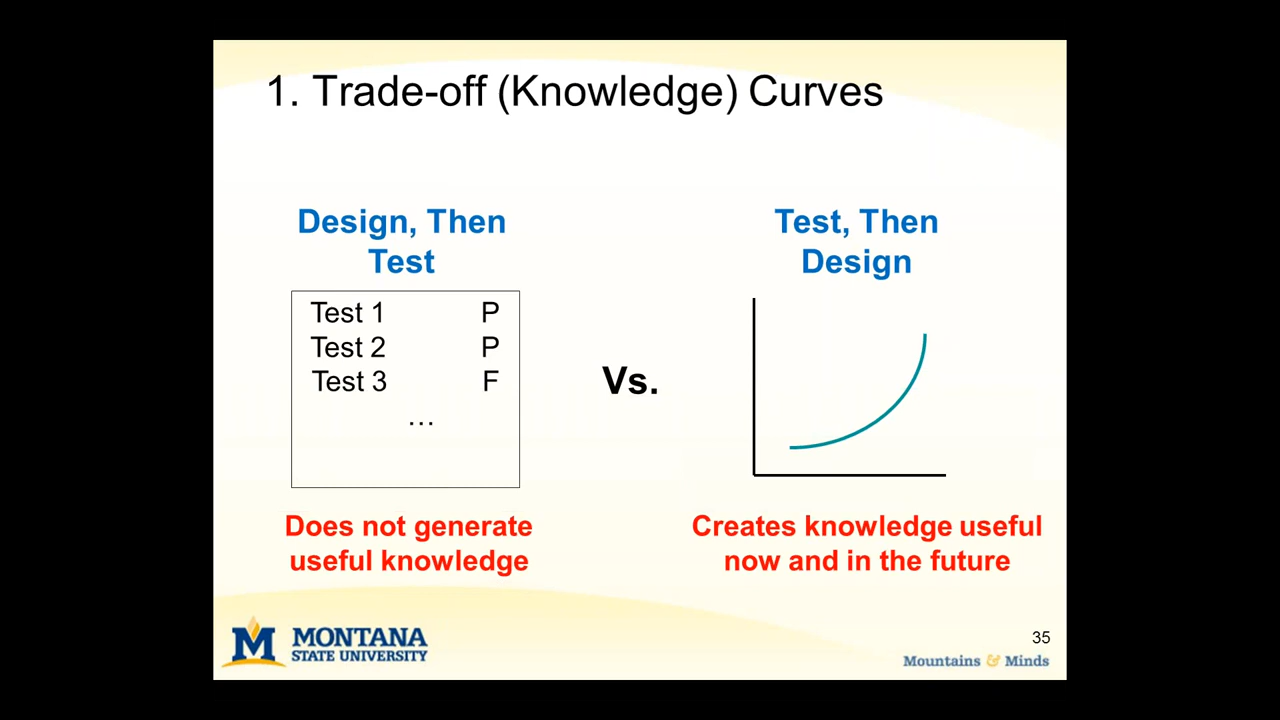 1. Trade-off (Knowledge) Curves
Design, Then
Test
Test 1 P
Test 2 P
Test 3 F
…
Does not generate
useful knowledge
Vs.
Test, Then
Design
Creates knowledge useful
now and in the future
M MONTANA
STATE UNIVERSITY
35
Mountains & Minds